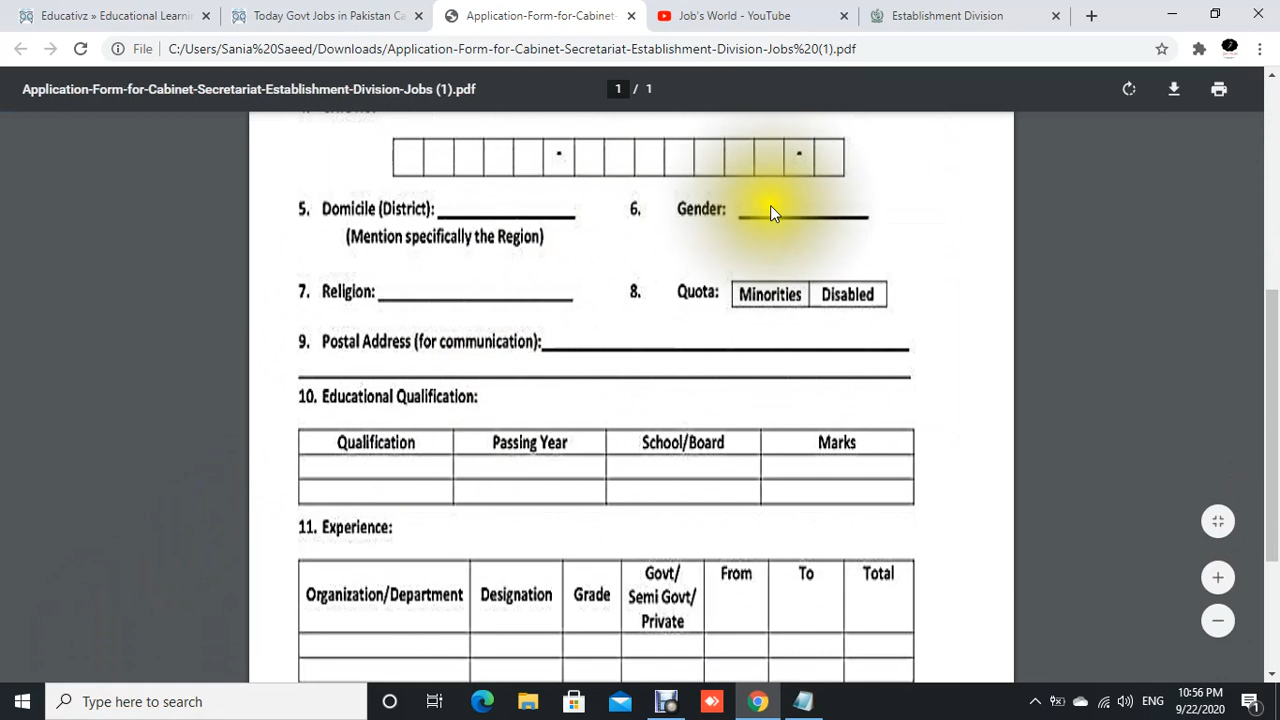 Educativz » Educational Learni
Today Govt Jobs in Pakistan Ca
Application-Form-for-Cabinet-
Job's World - YouTube
Establishment Division
File
C:/Users/Sania%20Saeed/Downloads/Application-Form-for-Cabinet-Secretariat-Establishment-Division-Jobs%20(1).pdf
Application-Form-for-Cabinet-Secretariat-Establishment-Division-Jobs (1).pdf
1 / 1
5. Domicile (District):
6. Gender:
(Mention specifically the Region)
7. Religion:
8. Quota: Minorities Disabled
9. Postal Address (for communication):
10. Educational Qualification:
Qualification Passing Year School/Board Marks
11. Experience:
Organization/Department Designation Grade Govt/ Semi Govt/ Private From To Total
Type here to search
ENG
10:56 PM
9/22/2020